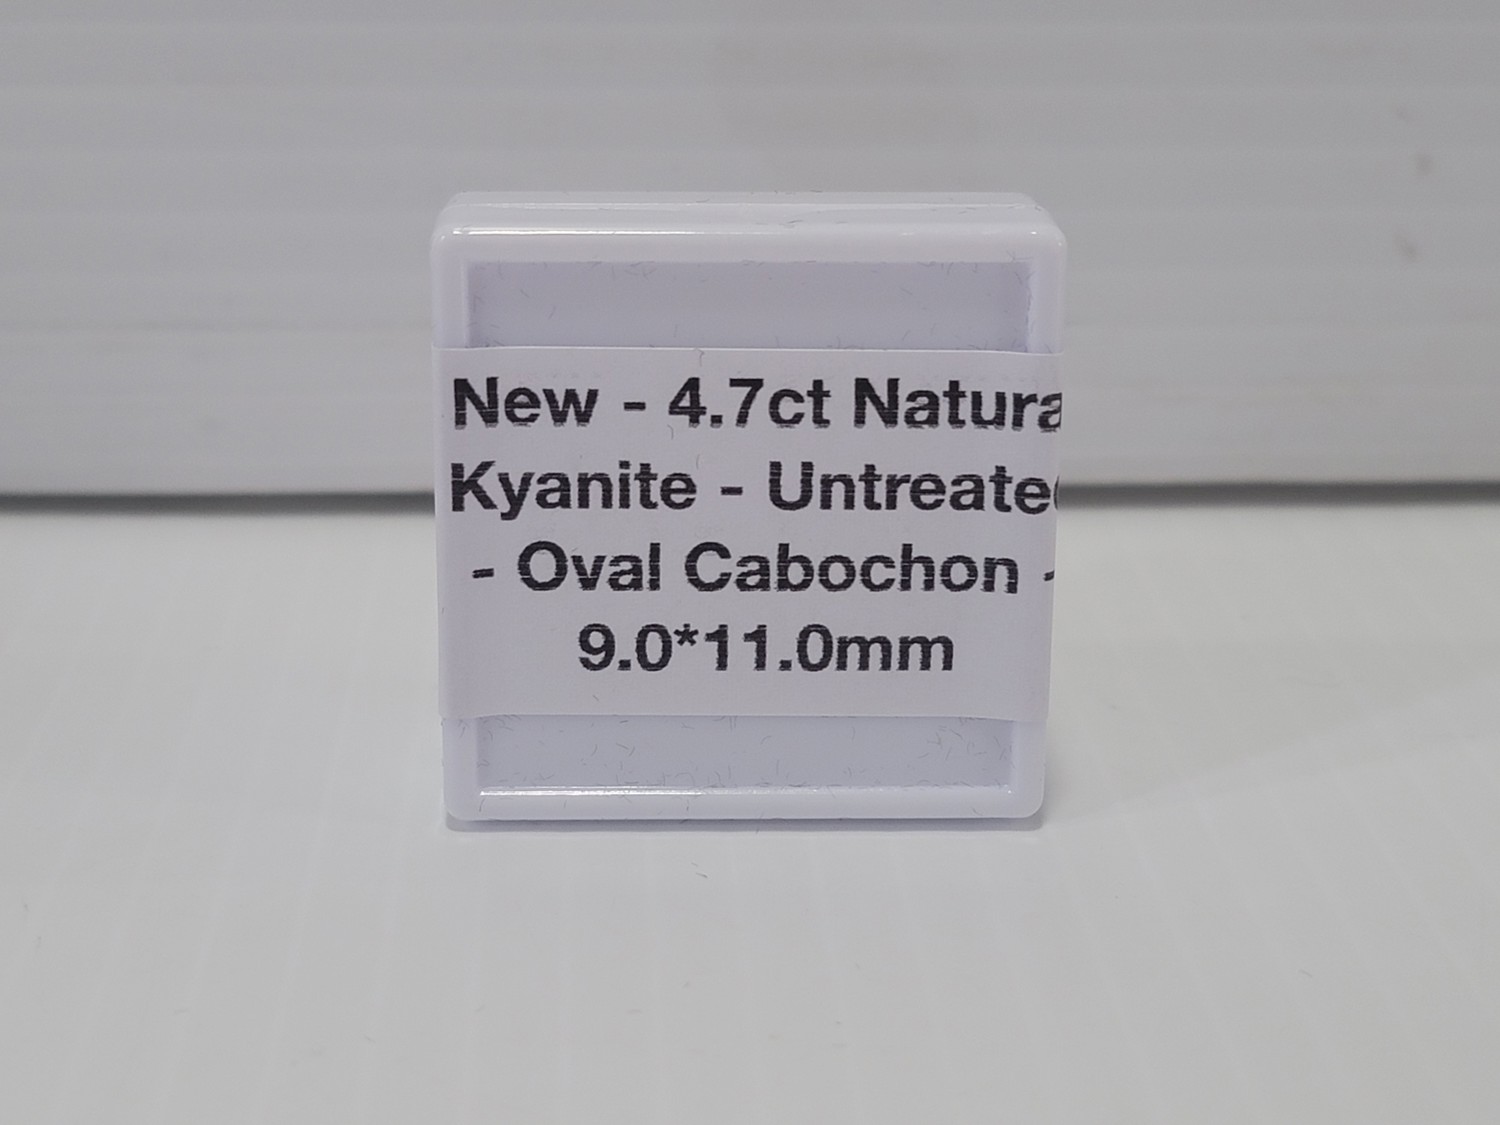 New - 4.7ct Natura
Kyanite - Untreate
- Oval Cabochon -
9.0*11.0mm